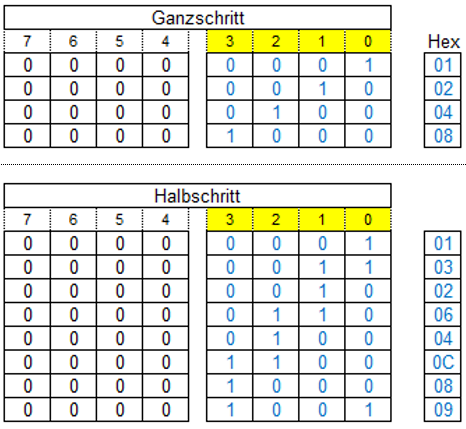 Ganzschritt
7 6 5 4 3 2 1 0 Hex
0 0 0 0 0 0 0 1 01
0 0 0 0 0 0 1 0 02
0 0 0 0 0 1 0 0 04
0 0 0 0 1 0 0 0 08
Halbschritt
7 6 5 4 3 2 1 0
0 0 0 0 0 0 0 1 01
0 0 0 0 0 0 1 1 03
0 0 0 0 0 0 1 0 02
0 0 0 0 0 1 1 0 06
0 0 0 0 0 1 0 0 04
0 0 0 0 1 1 0 0 0C
0 0 0 0 1 0 0 0 08
0 0 0 0 1 0 0 1 09